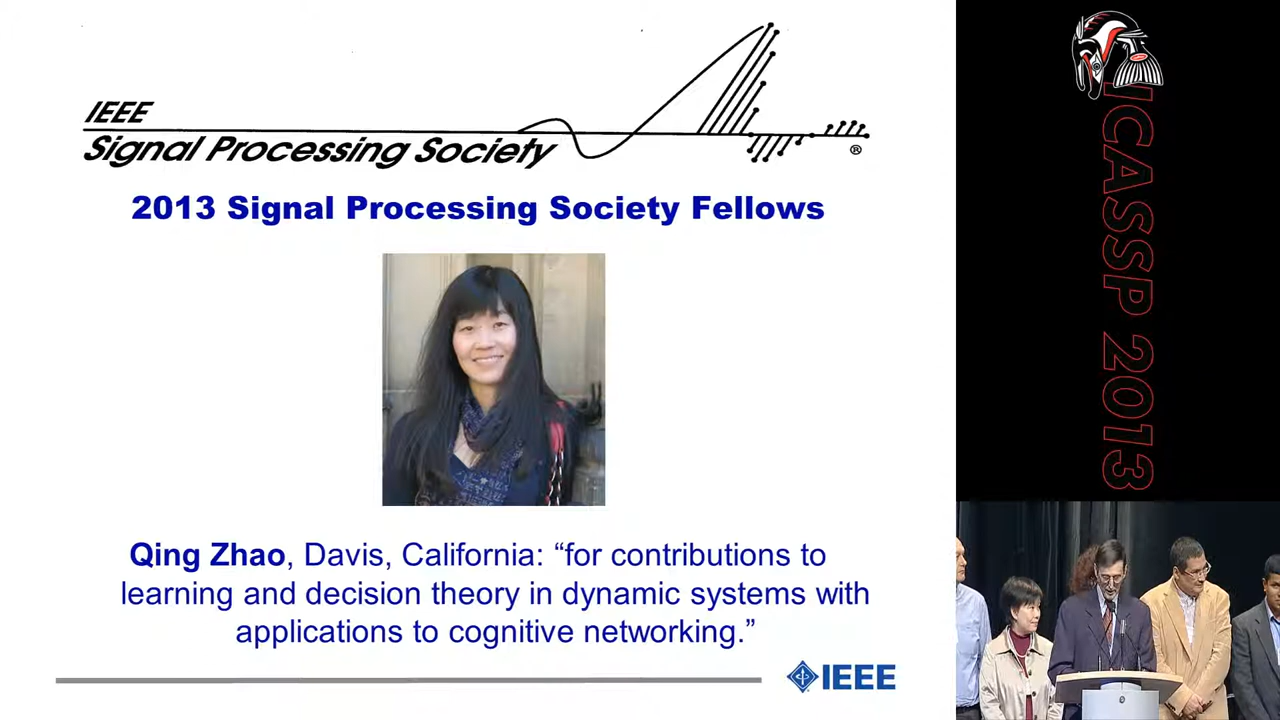 IEEE
Signal Processing Society
®
2013 Signal Processing Society Fellows
Qing Zhao, Davis, California: “for contributions to
learning and decision theory in dynamic systems with
applications to cognitive networking.”
IEEE
ICASSP 2013